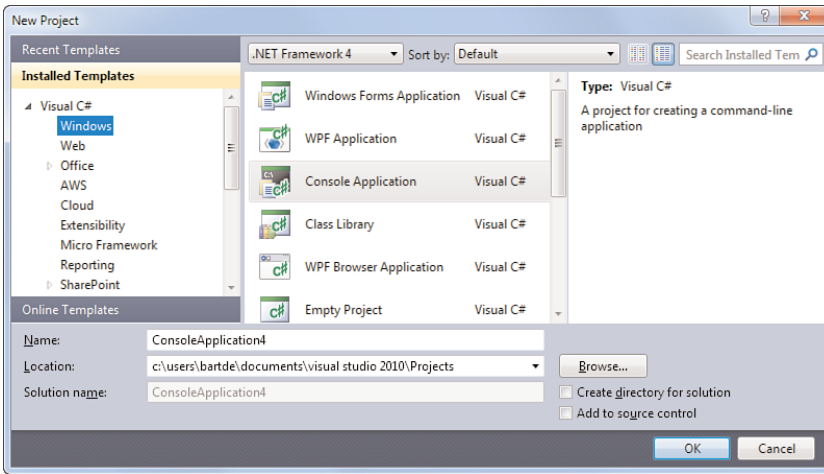 New Project
Recent Templates
Installed Templates
Visual C#
Windows
Web
Office
AWS
Cloud
Extensibility
Micro Framework
Reporting
SharePoint
Online Templates
.NET Framework 4 Sort by: Default Search Installed Tem
Windows Forms Application Visual C#
WPF Application Visual C#
Console Application Visual C#
Class Library Visual C#
WPF Browser Application Visual C#
Empty Project Visual C#
Type: Visual C#
A project for creating a command-line
application
Name: ConsoleApplication4
Location: c:\users\bartde\documents\visual studio 2010\Projects Browse...
Solution name: ConsoleApplication4
Create directory for solution
Add to source control
OK Cancel